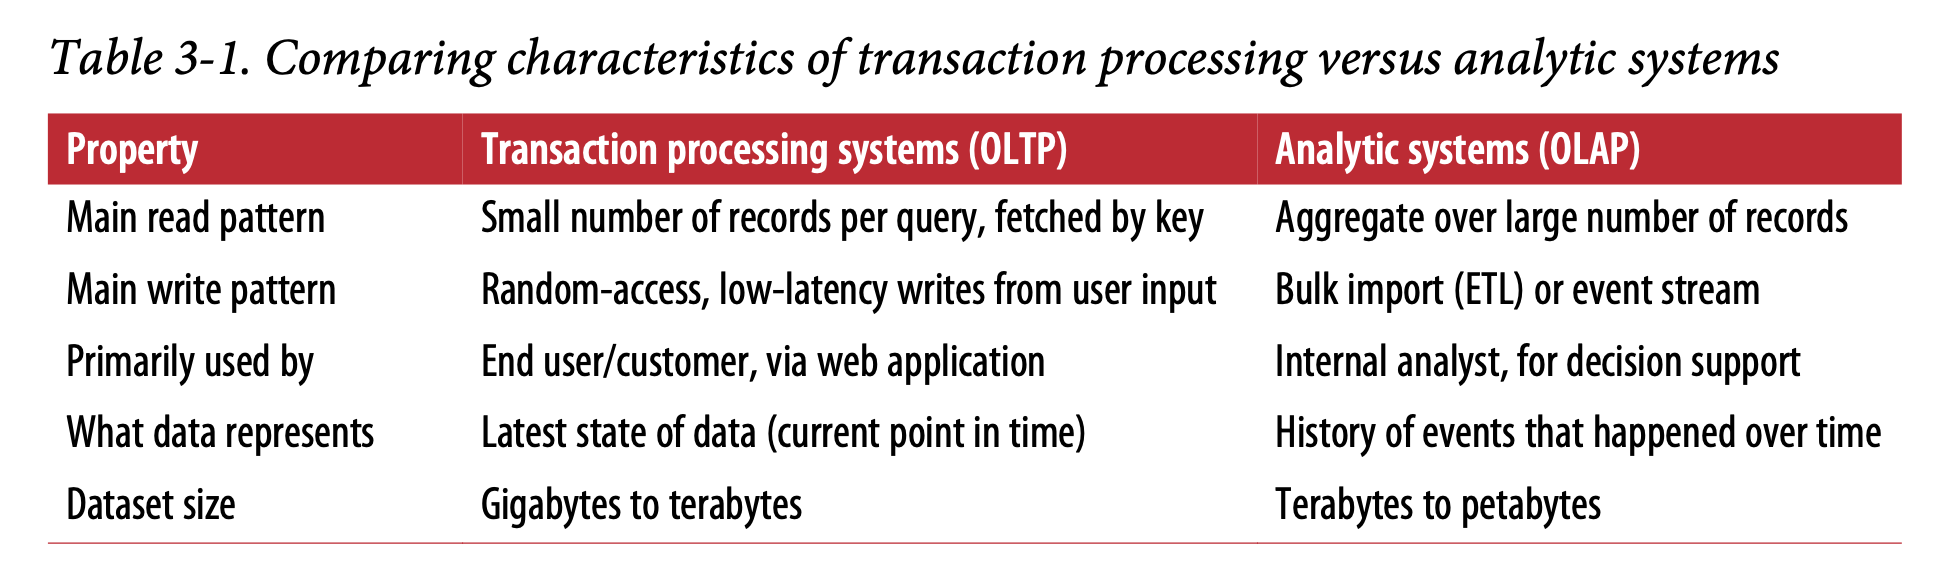 Table 3-1. Comparing characteristics of transaction processing versus analytic systems
Property Transaction processing systems (OLTP) Analytic systems (OLAP)
Main read pattern Small number of records per query, fetched by key Aggregate over large number of records
Main write pattern Random-access, low-latency writes from user input Bulk import (ETL) or event stream
Primarily used by End user/customer, via web application Internal analyst, for decision support
What data represents Latest state of data (current point in time) History of events that happened over time
Dataset size Gigabytes to terabytes Terabytes to petabytes